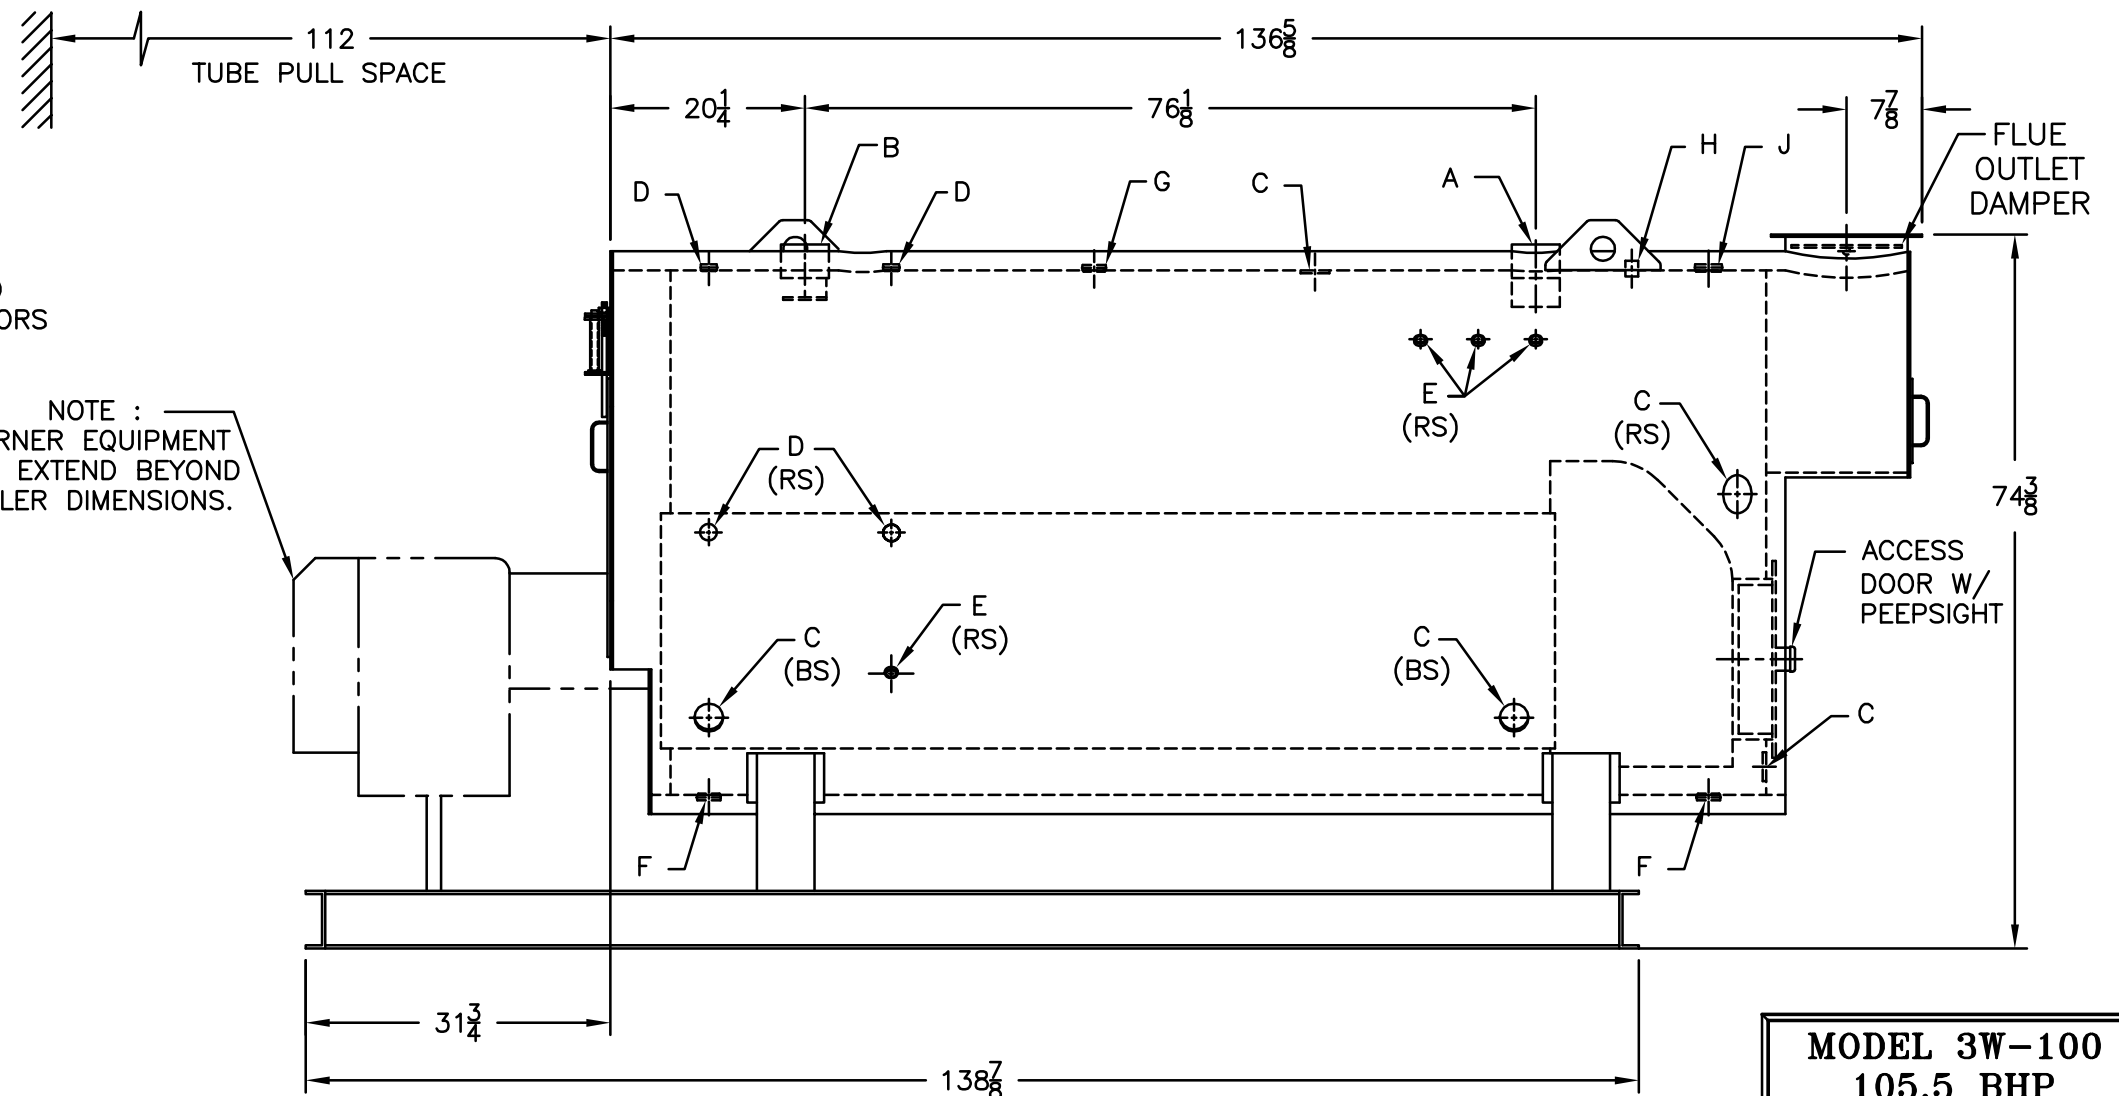 112
TUBE PULL SPACE
136 5/8
20 1/4
76 1/8
7 7/8
FLUE
OUTLET
DAMPER
B
D
D
G
C
A
H
J
ORS
NOTE :
RNER EQUIPMENT
EXTEND BEYOND
LER DIMENSIONS.
E
(RS)
C
(RS)
D
(RS)
74 3/8
ACCESS
DOOR W/
PEEPSIGHT
E
(RS)
C
(BS)
C
(BS)
C
F
F
31 3/4
138 7/8
MODEL 3W-100
105.5 BHP